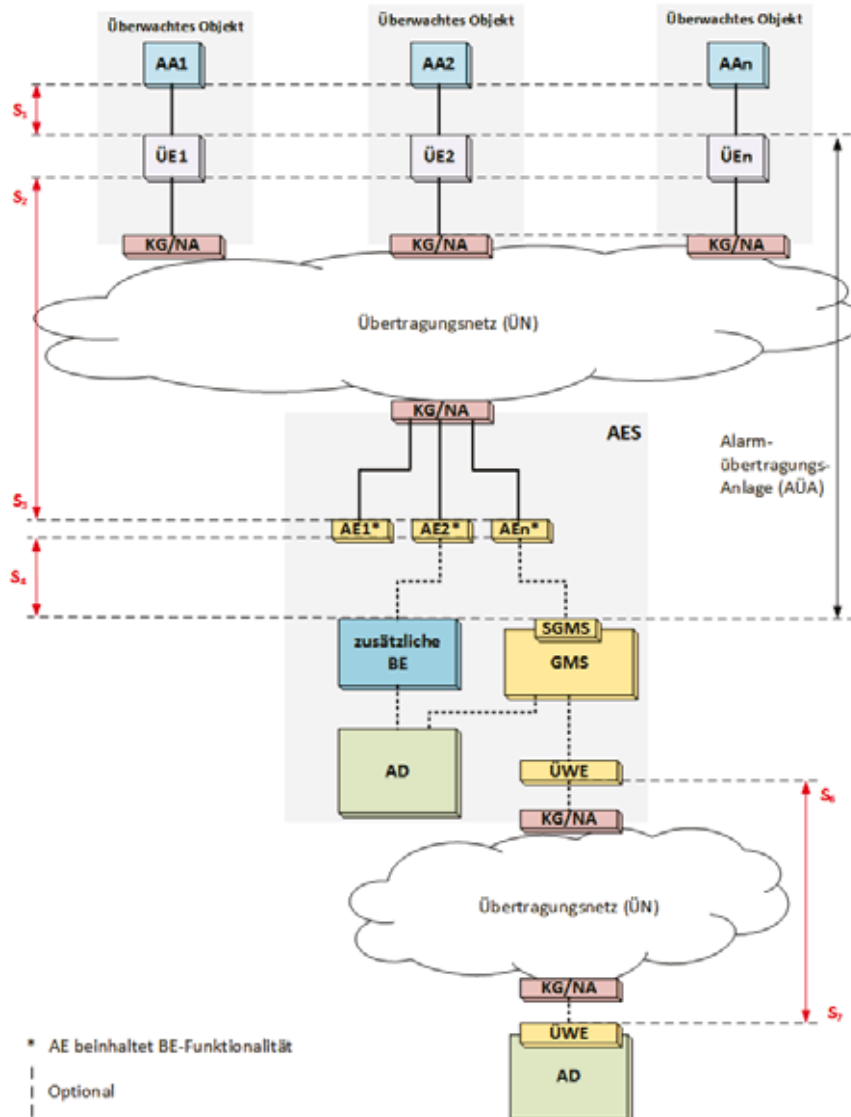 Überwachtes Objekt
Überwachtes Objekt
Überwachtes Objekt
AA1
AA2
AAn
S₁
ÜE1
ÜE2
ÜEn
S₂
KG/NA
KG/NA
KG/NA
Übertragungsnetz (ÜN)
KG/NA
AES
Alarm-
übertragungs-
Anlage (AÜA)
S₃
AE1*
AE2*
AEn*
S₄
zusätzliche
BE
SGMS
GMS
AD
ÜWE
S₆
KG/NA
Übertragungsnetz (ÜN)
KG/NA
S₇
ÜWE
AD
* AE beinhaltet BE-Funktionalität
Optional